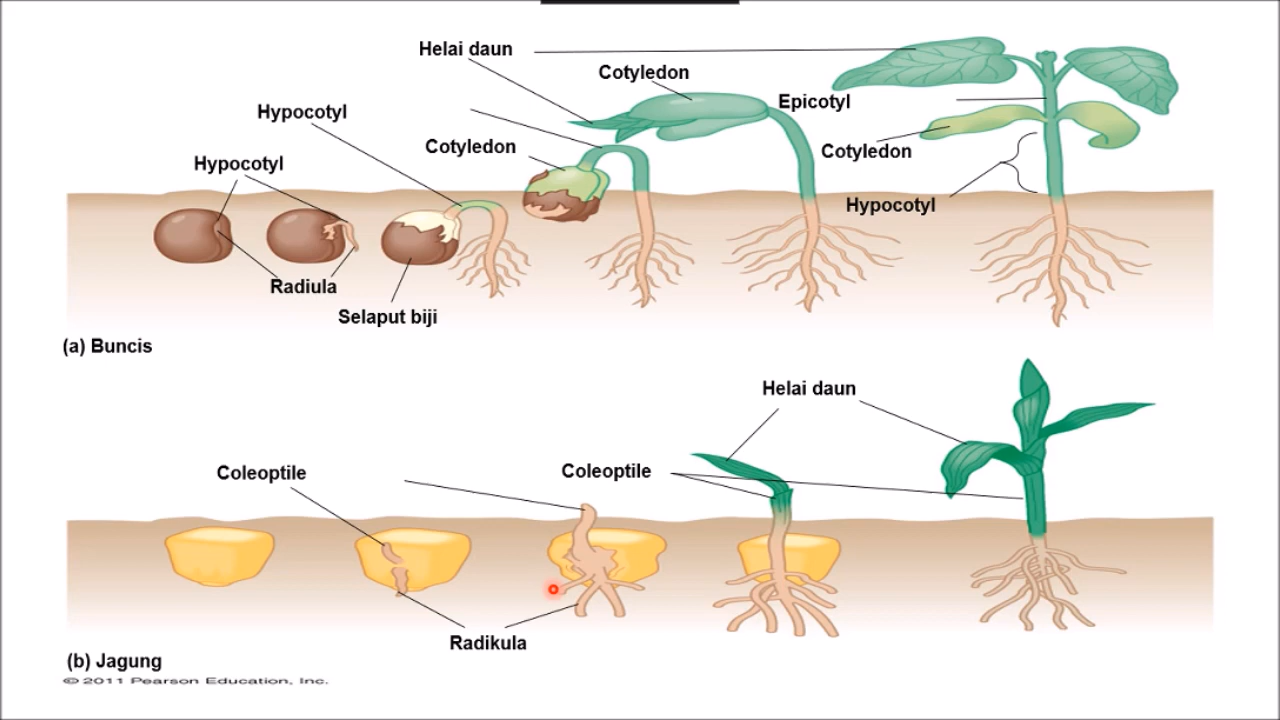 Helai daun
Cotyledon
Hypocotyl
Epicotyl
Cotyledon
Cotyledon
Hypocotyl
Hypocotyl
Radiula
Selaput biji
(a) Buncis
Helai daun
Coleoptile
Coleoptile
Radikula
(b) Jagung
© 2011 Pearson Education, Inc.